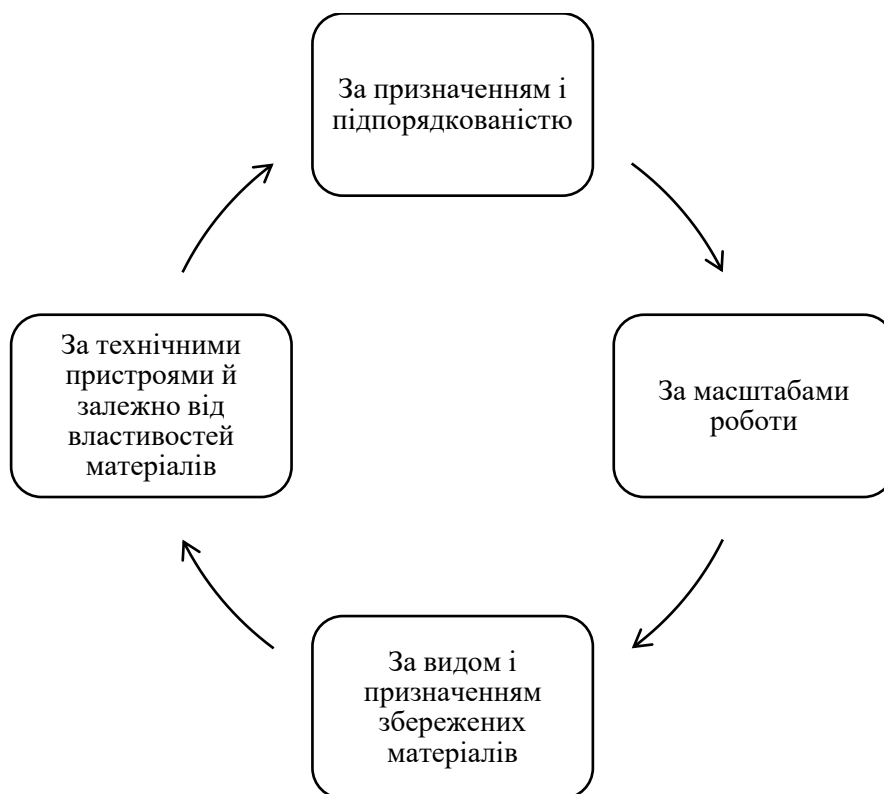 За призначенням і
підпорядкованістю
За масштабами
роботи
За видом і
призначенням
збережених
матеріалів
За технічними
пристроями й
залежно від
властивостей
матеріалів